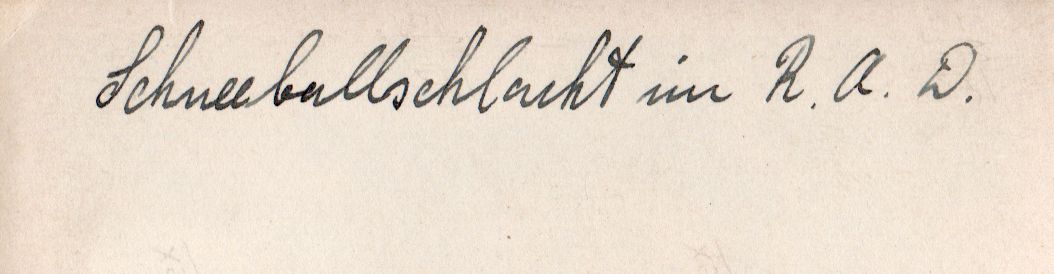 Schneeballschlacht im R. A. D.